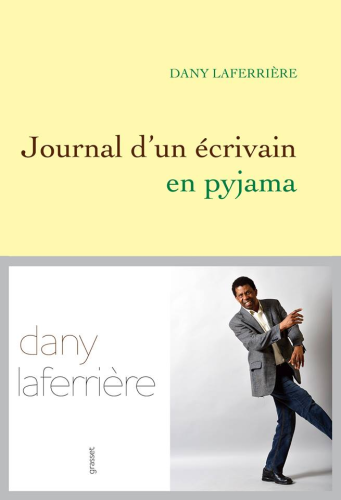 DANY LAFERRIÈRE
Journal d'un écrivain
en pyjama
dany
laferrière
grasset